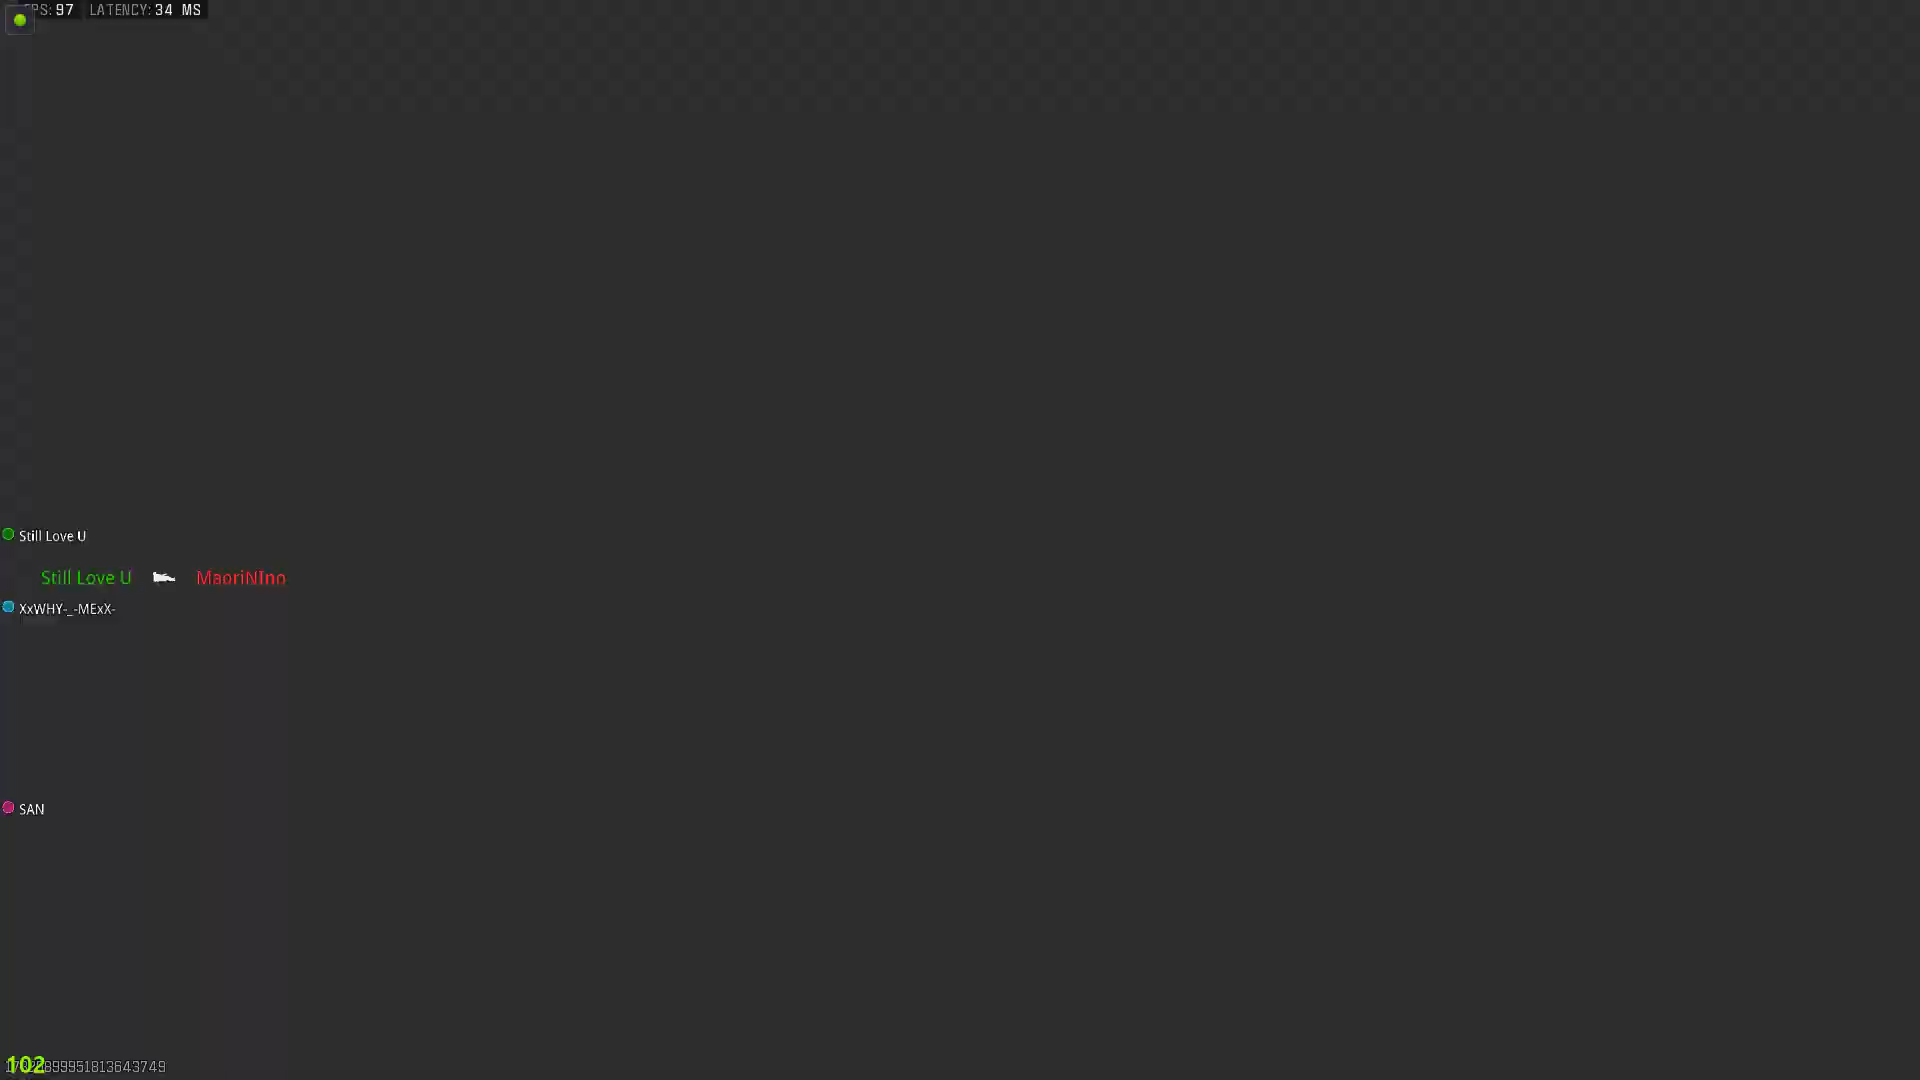 FPS: 97 LATENCY: 34 MS
Still Love U
Still Love U MaoriNIno
XxWHY-_-MExX-
SAN
102